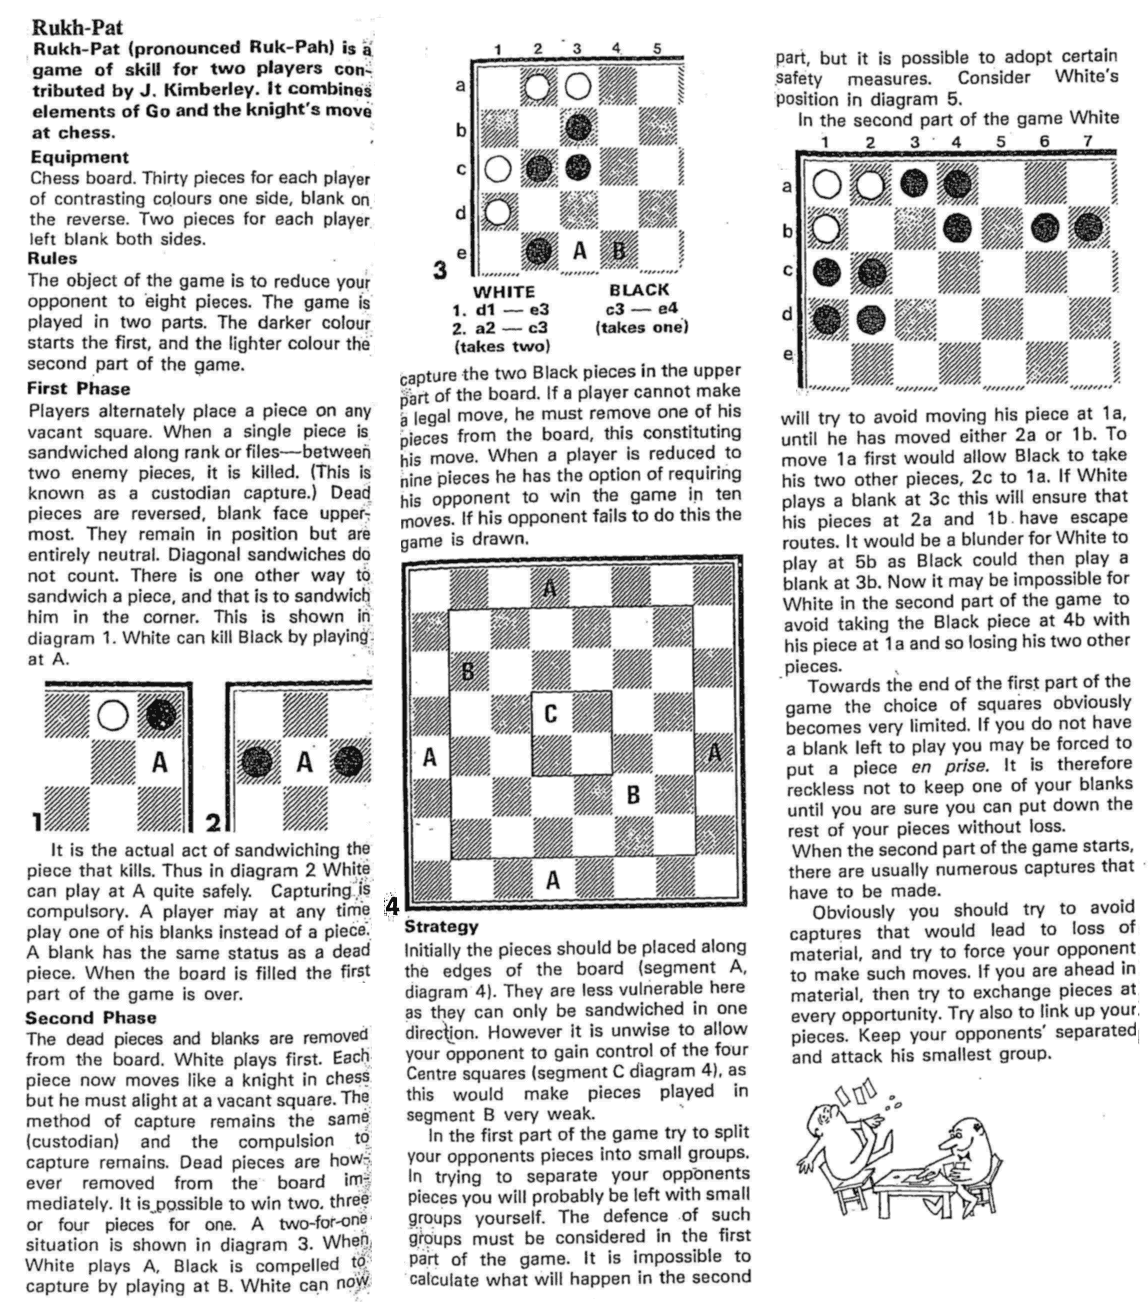 Rukh-Pat
Rukh-Pat (pronounced Ruk-Pah) is a
game of skill for two players con-
tributed by J. Kimberley. It combines
elements of Go and the knight's move
at chess.
Equipment
Chess board. Thirty pieces for each player
of contrasting colours one side, blank on
the reverse. Two pieces for each player
left blank both sides.
Rules
The object of the game is to reduce your
opponent to eight pieces. The game is
played in two parts. The darker colour
starts the first, and the lighter colour the
second part of the game.
First Phase
Players alternately place a piece on any
vacant square. When a single piece is
sandwiched along rank or files—between
two enemy pieces, it is killed. (This is
known as a custodian capture.) Dead
pieces are reversed, blank face upper-
most. They remain in position but are
entirely neutral. Diagonal sandwiches do
not count. There is one other way to
sandwich a piece, and that is to sandwich
him in the corner. This is shown in
diagram 1. White can kill Black by playing
at A.
A
1
A
2
It is the actual act of sandwiching the
piece that kills. Thus in diagram 2 White
can play at A quite safely. Capturing is
compulsory. A player may at any time
play one of his blanks instead of a piece.
A blank has the same status as a dead
piece. When the board is filled the first
part of the game is over.
Second Phase
The dead pieces and blanks are removed
from the board. White plays first. Each
piece now moves like a knight in chess
but he must alight at a vacant square. The
method of capture remains the same
(custodian) and the compulsion to
capture remains. Dead pieces are how-
ever removed from the board im-
mediately. It is possible to win two, three
or four pieces for one. A two-for-one
situation is shown in diagram 3. When
White plays A, Black is compelled to
capture by playing at B. White can now
1 2 3 4 5
a
b
c
d
e
A B
3
WHITE BLACK
1. d1 — e3 c3 — e4
2. a2 — c3 (takes one)
(takes two)
capture the two Black pieces in the upper
part of the board. If a player cannot make
a legal move, he must remove one of his
pieces from the board, this constituting
his move. When a player is reduced to
nine pieces he has the option of requiring
his opponent to win the game in ten
moves. If his opponent fails to do this the
game is drawn.
A
B
C
A A
B
A
4
Strategy
Initially the pieces should be placed along
the edges of the board (segment A,
diagram 4). They are less vulnerable here
as they can only be sandwiched in one
direction. However it is unwise to allow
your opponent to gain control of the four
Centre squares (segment C diagram 4), as
this would make pieces played in
segment B very weak.
In the first part of the game try to split
your opponents pieces into small groups.
In trying to separate your opponents
pieces you will probably be left with small
groups yourself. The defence of such
groups must be considered in the first
part of the game. It is impossible to
calculate what will happen in the second
part, but it is possible to adopt certain
safety measures. Consider White's
position in diagram 5.
In the second part of the game White
1 2 3 4 5 6 7
a
b
c
d
e
will try to avoid moving his piece at 1a,
until he has moved either 2a or 1b. To
move 1a first would allow Black to take
his two other pieces, 2c to 1a. If White
plays a blank at 3c this will ensure that
his pieces at 2a and 1b have escape
routes. It would be a blunder for White to
play at 5b as Black could then play a
blank at 3b. Now it may be impossible for
White in the second part of the game to
avoid taking the Black piece at 4b with
his piece at 1a and so losing his two other
pieces.
Towards the end of the first part of the
game the choice of squares obviously
becomes very limited. If you do not have
a blank left to play you may be forced to
put a piece en prise. It is therefore
reckless not to keep one of your blanks
until you are sure you can put down the
rest of your pieces without loss.
When the second part of the game starts,
there are usually numerous captures that
have to be made.
Obviously you should try to avoid
captures that would lead to loss of
material, and try to force your opponent
to make such moves. If you are ahead in
material, then try to exchange pieces at
every opportunity. Try also to link up your
pieces. Keep your opponents' separated
and attack his smallest group.